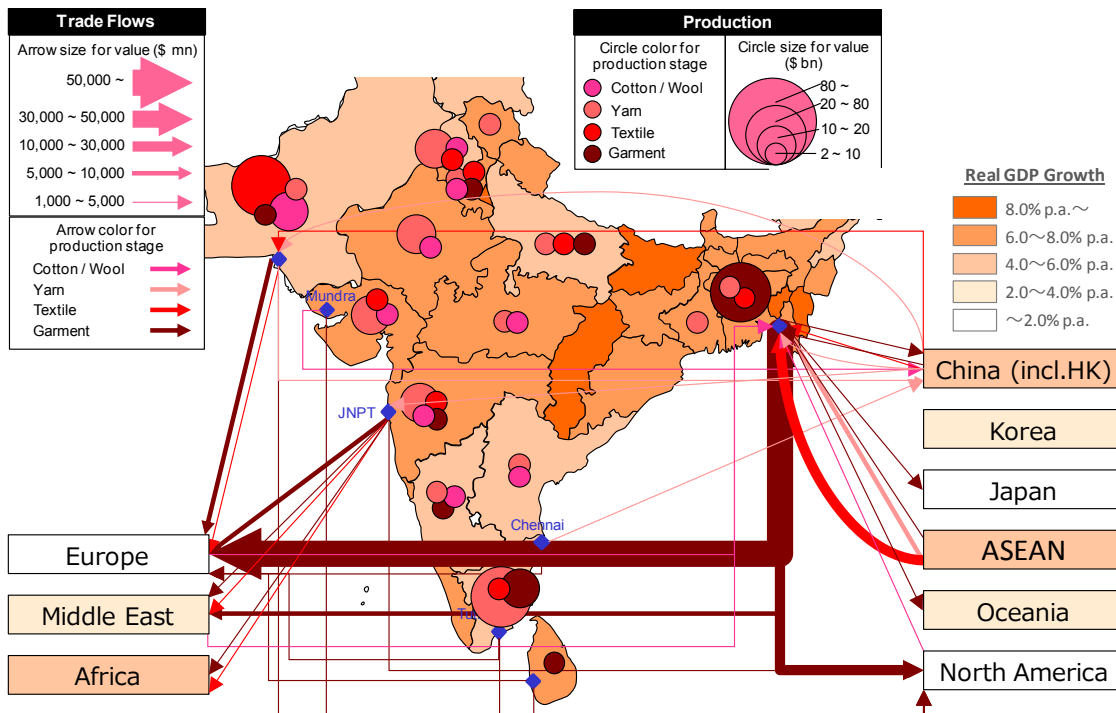 Trade Flows
Arrow size for value ($ mn)
50,000 ~
30,000 ~ 50,000
10,000 ~ 30,000
5,000 ~ 10,000
1,000 ~ 5,000
Arrow color for
production stage
Cotton / Wool
Yarn
Textile
Garment
Production
Circle color for
production stage
Cotton / Wool
Yarn
Textile
Garment
Circle size for value
($ bn)
80 ~
20 ~ 80
10 ~ 20
2 ~ 10
Real GDP Growth
8.0% p.a.～
6.0～8.0% p.a.
4.0～6.0% p.a.
2.0～4.0% p.a.
～2.0% p.a.
Mundra
JNPT
Chennai
Tu
China (incl.HK)
Korea
Japan
ASEAN
Oceania
North America
Europe
Middle East
Africa